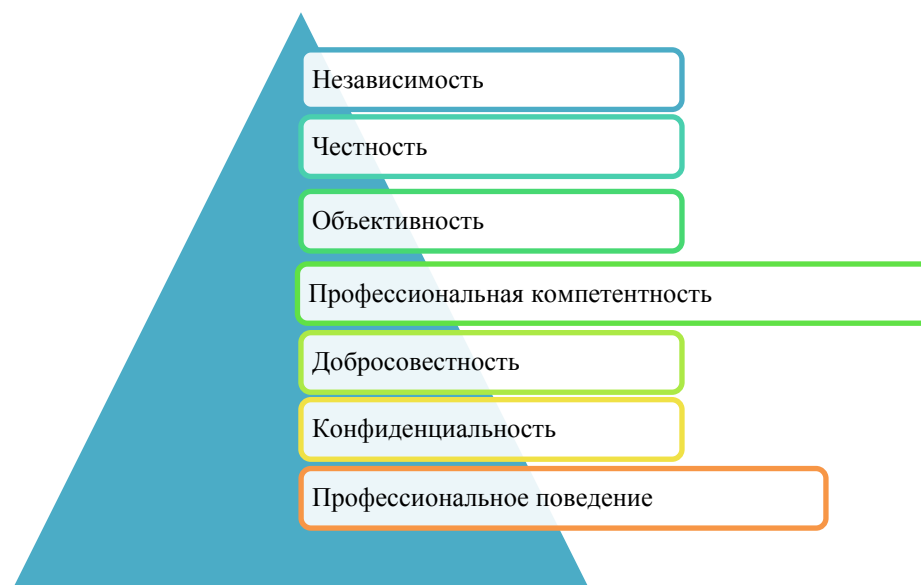 Независимость
Честность
Объективность
Профессиональная компетентность
Добросовестность
Конфиденциальность
Профессиональное поведение